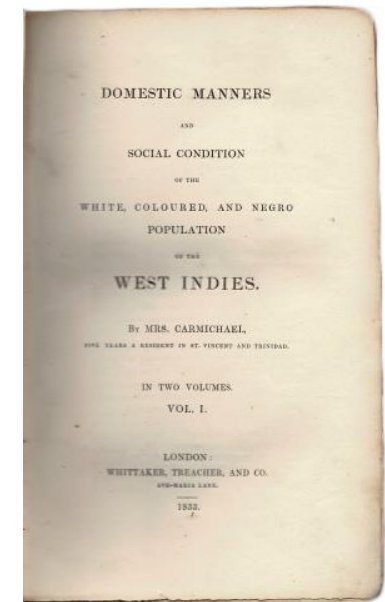 DOMESTIC MANNERS
AND
SOCIAL CONDITION
OF THE
WHITE, COLOURED, AND NEGRO
POPULATION
OF THE
WEST INDIES.
BY MRS. CARMICHAEL,
FIVE YEARS A RESIDENT IN ST. VINCENT AND TRINIDAD.
IN TWO VOLUMES.
VOL. I.
LONDON:
WHITTAKER, TREACHER, AND CO.
AVE-MARIA LANE.
1833.